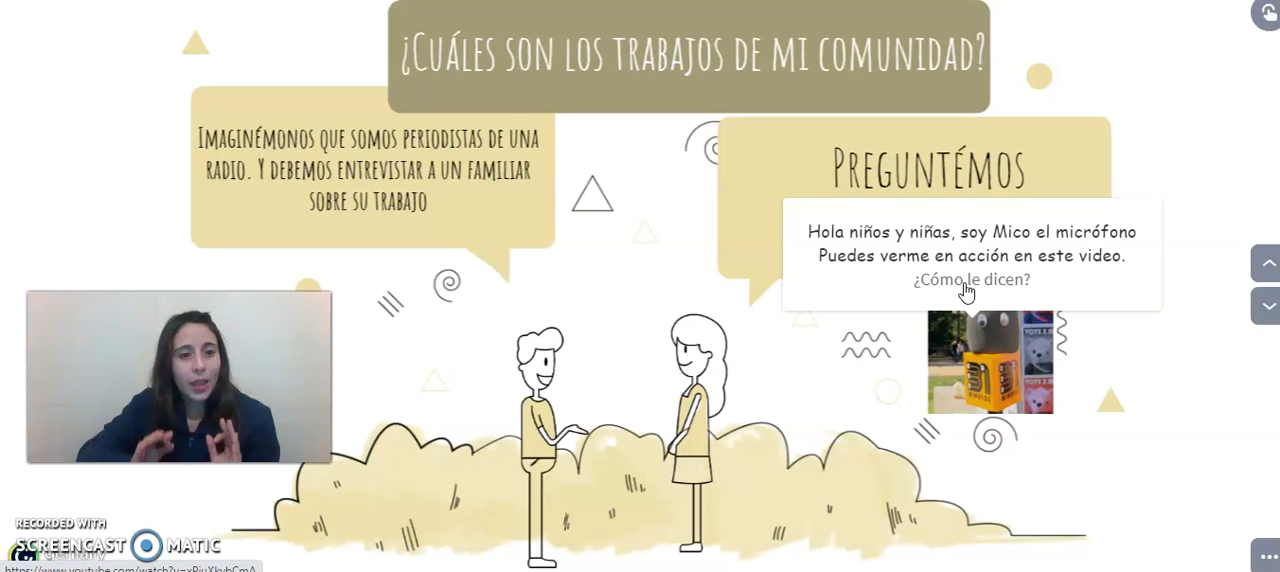 ¿Cuáles son los trabajos de mi comunidad?
Imaginémonos que somos periodistas de una
radio. Y debemos entrevistar a un familiar
sobre su trabajo
Preguntémos
Hola niños y niñas, soy Mico el micrófono
Puedes verme en acción en este video.
¿Cómo le dicen?
RECORDED WITH
SCREENCAST MATIC